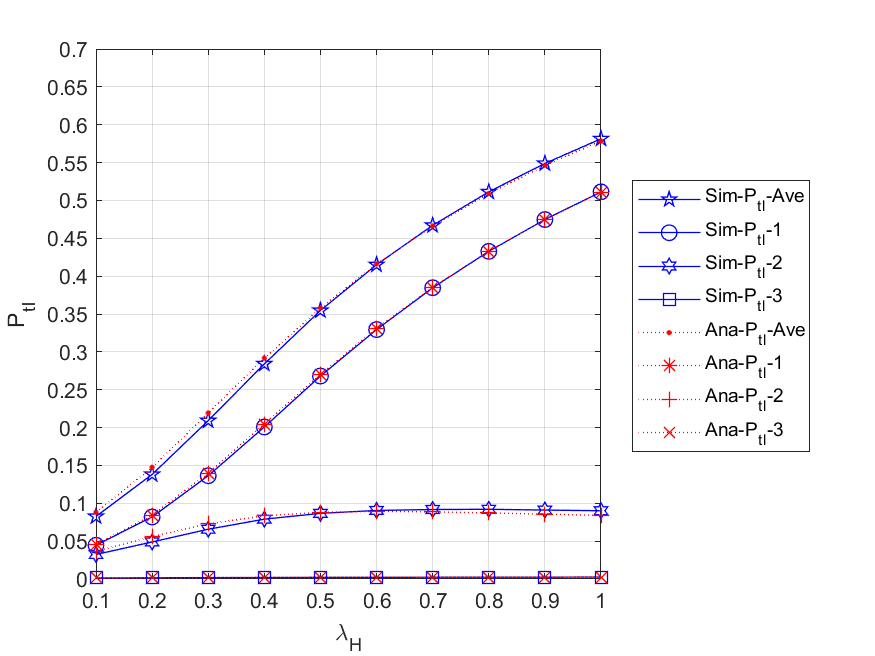 0.7
0.65
0.6
0.55
0.5
0.45
0.4
0.35
0.3
0.25
0.2
0.15
0.1
0.05
0
P_tl
0.1 0.2 0.3 0.4 0.5 0.6 0.7 0.8 0.9 1
λ_H
Sim-P_tl-Ave
Sim-P_tl-1
Sim-P_tl-2
Sim-P_tl-3
Ana-P_tl-Ave
Ana-P_tl-1
Ana-P_tl-2
Ana-P_tl-3